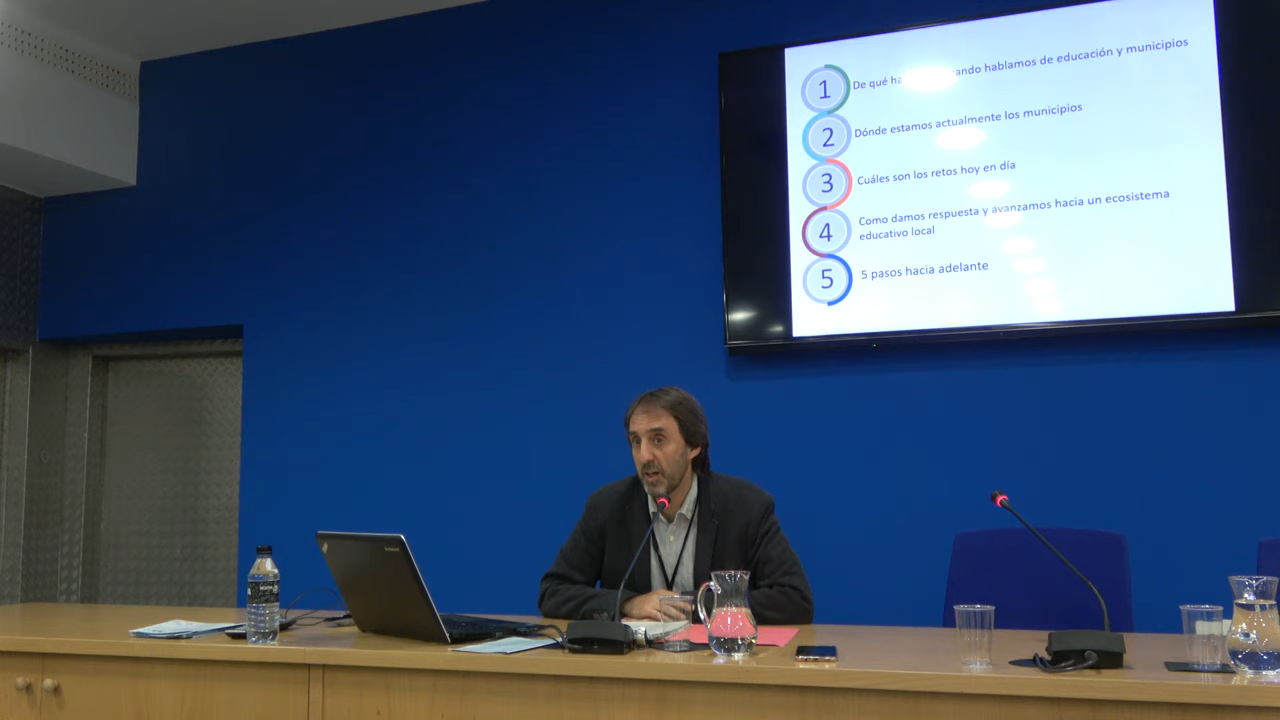 1 De qué ha ando hablamos de educación y municipios
2 Dónde estamos actualmente los municipios
3 Cuáles son los retos hoy en día
4 Como damos respuesta y avanzamos hacia un ecosistema
educativo local
5 5 pasos hacia adelante